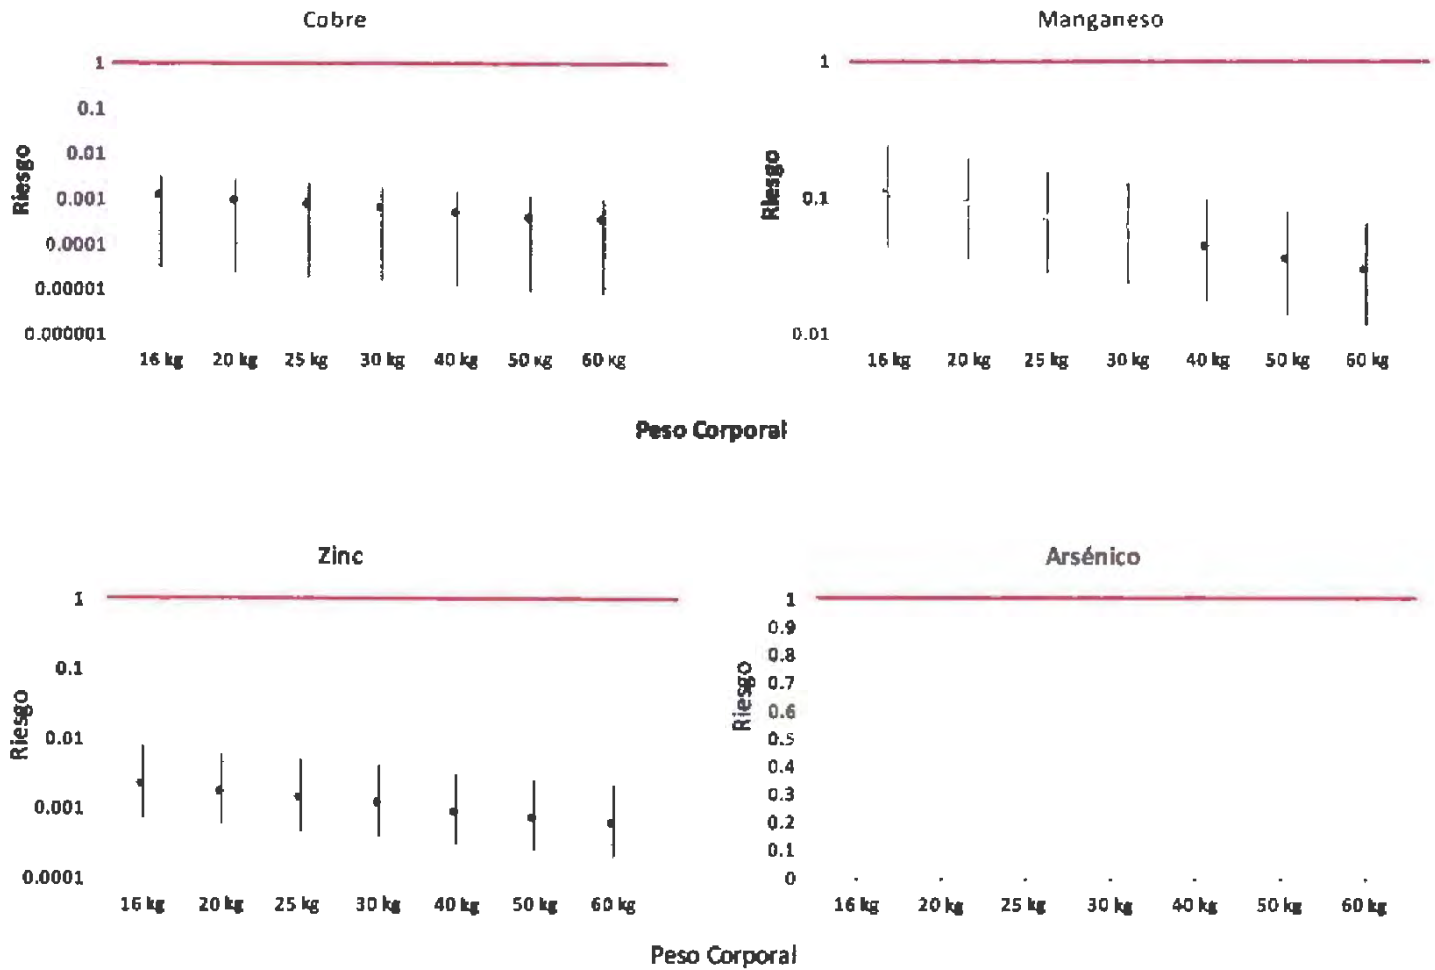 Cobre
1
0.1
0.01
0.001
0.0001
0.00001
0.000001
Riesgo
16 kg 20 kg 25 kg 30 kg 40 kg 50 kg 60 kg
Manganeso
1
0.1
0.01
Riesgo
16 kg 20 kg 25 kg 30 kg 40 kg 50 kg 60 kg
Peso Corporal
Zinc
1
0.1
0.01
0.001
0.0001
Riesgo
16 kg 20 kg 25 kg 30 kg 40 kg 50 kg 60 kg
Arsénico
1
0.9
0.8
0.7
0.6
0.5
0.4
0.3
0.2
0.1
0
Riesgo
16 kg 20 kg 25 kg 30 kg 40 kg 50 kg 60 kg
Peso Corporal